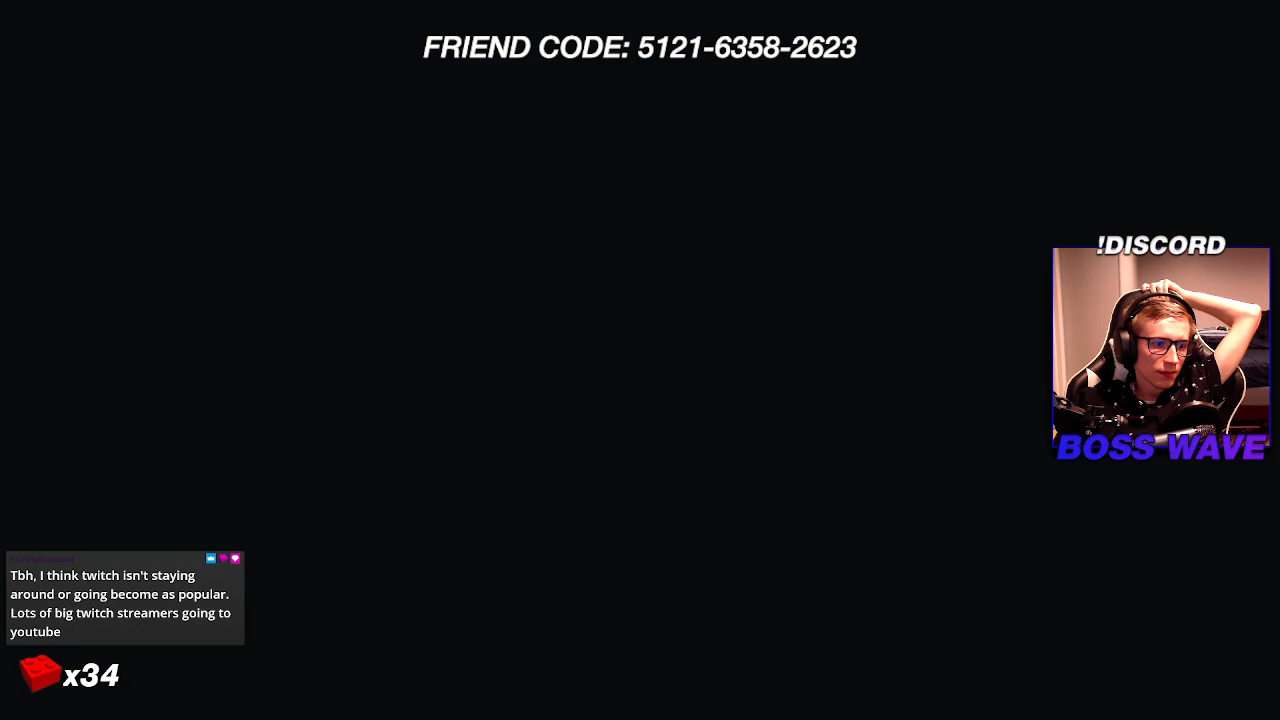 FRIEND CODE: 5121-6358-2623
!DISCORD
BOSS WAVE
Tbh, I think twitch isn't staying
around or going become as popular.
Lots of big twitch streamers going to
youtube
x34